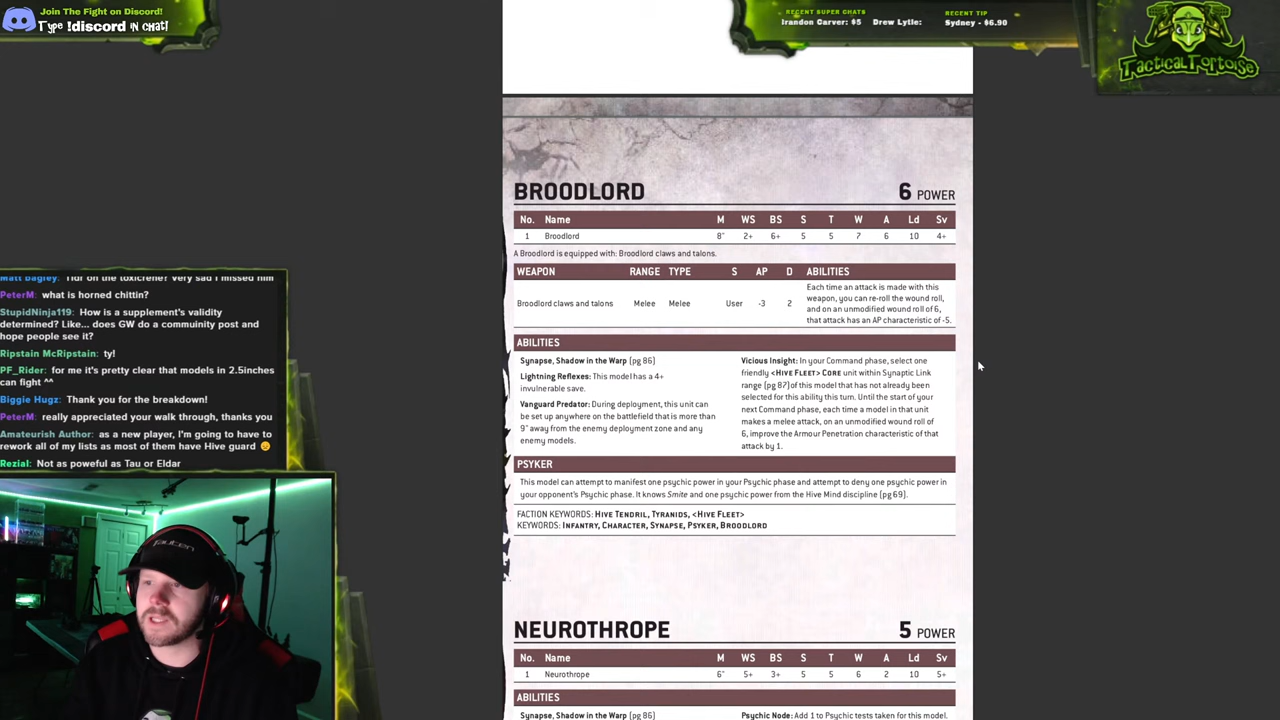 Join The Fight on Discord!
Type !discord in chat!
RECENT SUPER CHATS
Brandon Carver: $5 Drew Lytle:
RECENT TIP
Sydney - $6.90
TACTICALTORTOISE
BROODLORD
6 POWER
No. Name M WS BS S T W A Ld Sv
1 Broodlord 8" 2+ 6+ 5 5 7 6 10 4+
A Broodlord is equipped with: Broodlord claws and talons.
WEAPON RANGE TYPE S AP D ABILITIES
Broodlord claws and talons Melee Melee User -3 2
Each time an attack is made with this
weapon, you can re-roll the wound roll,
and on an unmodified wound roll of 6,
that attack has an AP characteristic of -5.
ABILITIES
Synapse, Shadow in the Warp [pg 86]
Lightning Reflexes: This model has a 4+
invulnerable save.
Vanguard Predator: During deployment, this unit can
be set up anywhere on the battlefield that is more than
9" away from the enemy deployment zone and any
enemy models.
Vicious Insight: In your Command phase, select one
friendly <HIVE FLEET> CORE unit within Synaptic Link
range [pg 87] of this model that has not already been
selected for this ability this turn. Until the start of your
next Command phase, each time a model in that unit
makes a melee attack, on an unmodified wound roll of
6, improve the Armour Penetration characteristic of that
attack by 1.
PSYKER
This model can attempt to manifest one psychic power in your Psychic phase and attempt to deny one psychic power in
your opponent's Psychic phase. It knows Smite and one psychic power from the Hive Mind discipline [pg 69].
FACTION KEYWORDS: HIVE TENDRIL, TYRANIDS, <HIVE FLEET>
KEYWORDS: INFANTRY, CHARACTER, SYNAPSE, PSYKER, BROODLORD
NEUROTHROPE
5 POWER
No. Name M WS BS S T W A Ld Sv
1 Neurothrope 6" 5+ 3+ 5 5 6 2 10 5+
ABILITIES
Synapse, Shadow in the Warp [pg 86]
Psychic Node: Add 1 to Psychic tests taken for this model.
Matt Bagley: on the toxicrene? Very sad I missed him
PeterM: what is horned chittin?
StupidNinja119: How is a supplement's validity
determined? Like... does GW do a commuinity post and
hope people see it?
Ripstain McRipstain: ty!
PF_Rider: for me it's pretty clear that models in 2.5inches
can fight ^^
Biggie Hugz: Thank you for the breakdown!
PeterM: really appreciated your walk through, thanks you
Amateurish Author: as a new player, I'm going to have to
rework all of my lists as most of them have Hive guard 😥
Rezial: Not as poweful as Tau or Eldar